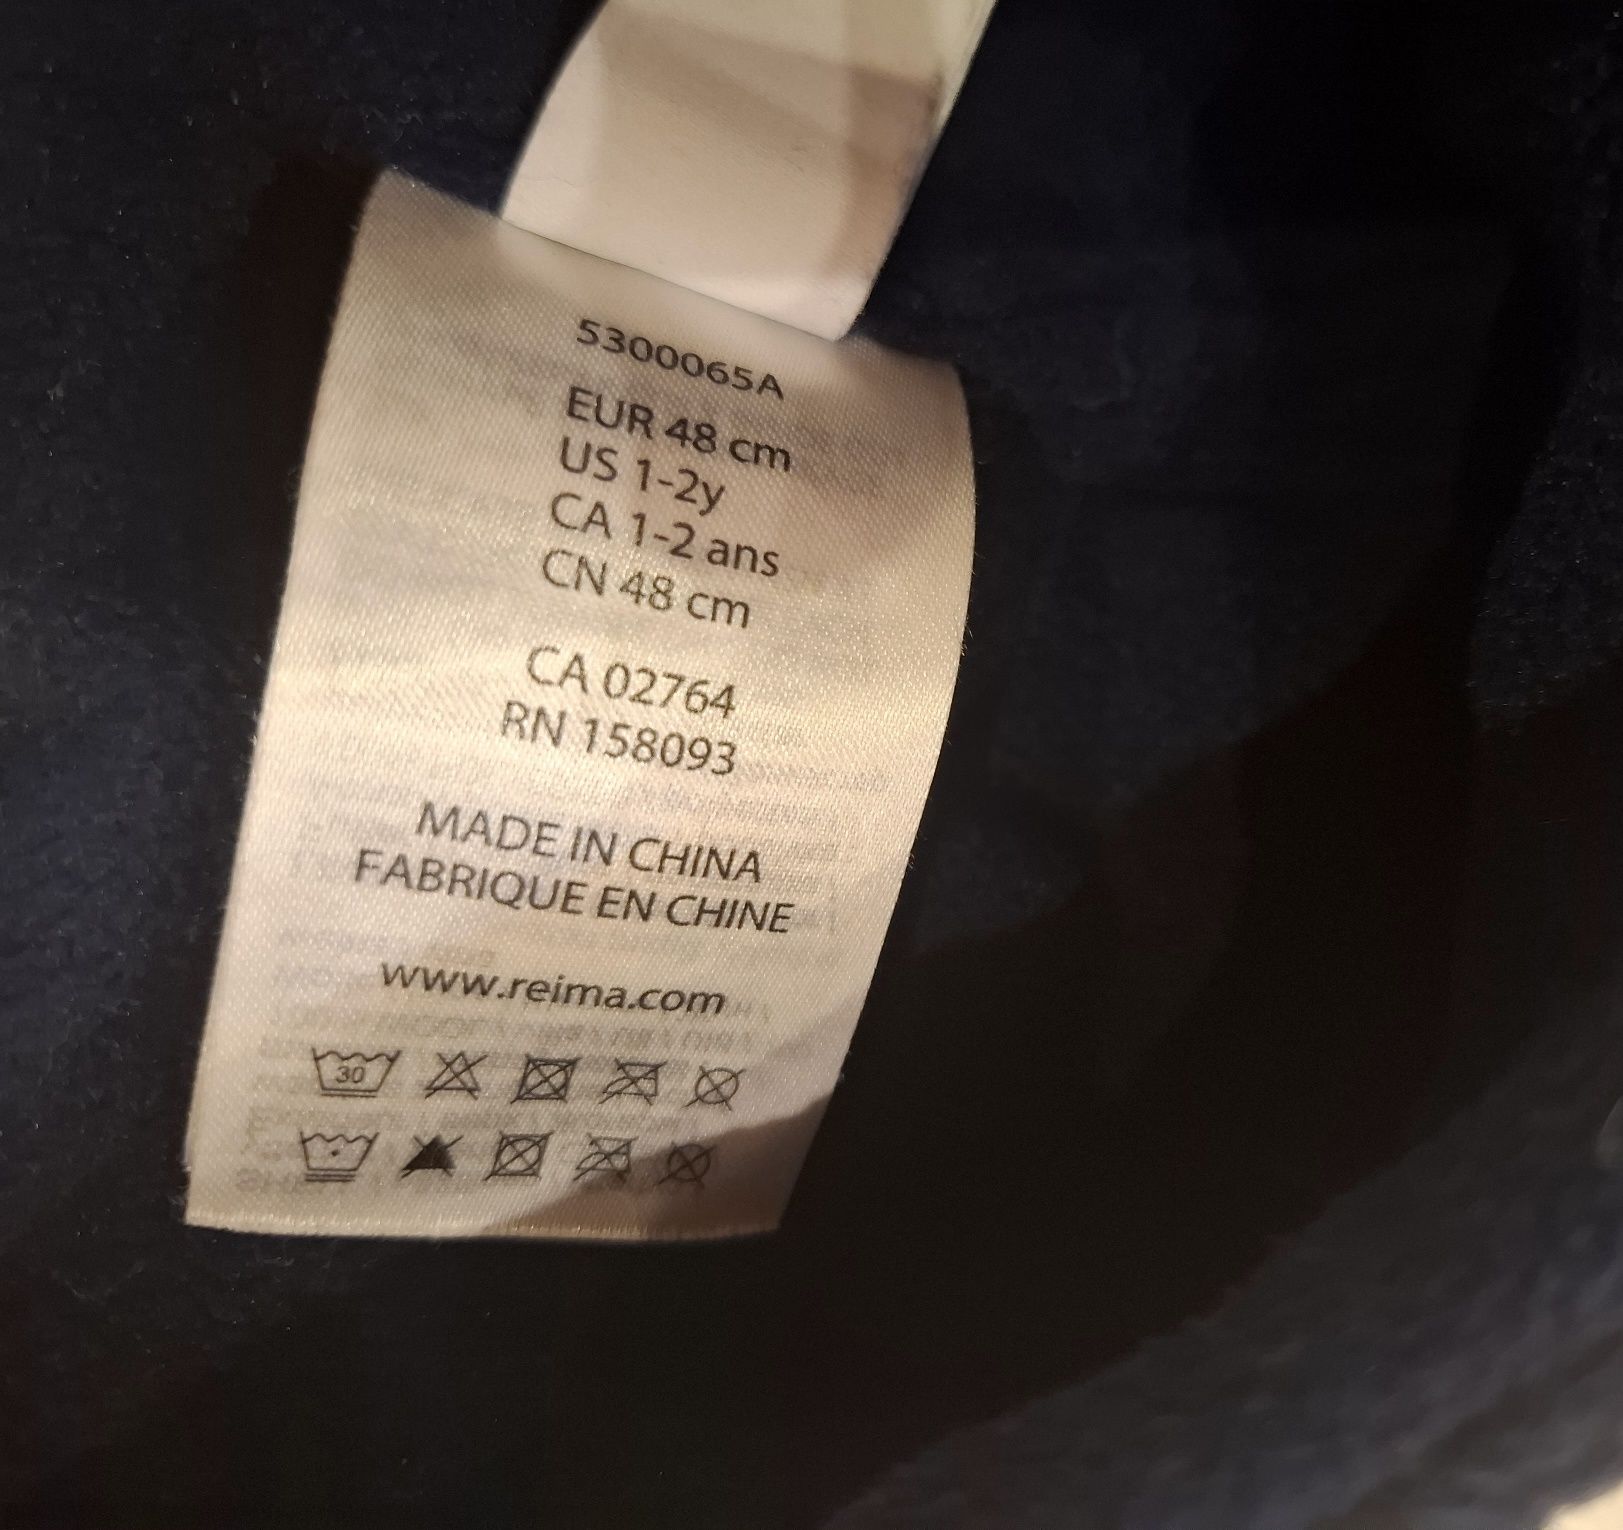 5300065A
EUR 48 cm
US 1-2y
CA 1-2 ans
CN 48 cm
CA 02764
RN 158093
MADE IN CHINA
FABRIQUE EN CHINE
www.reima.com
30